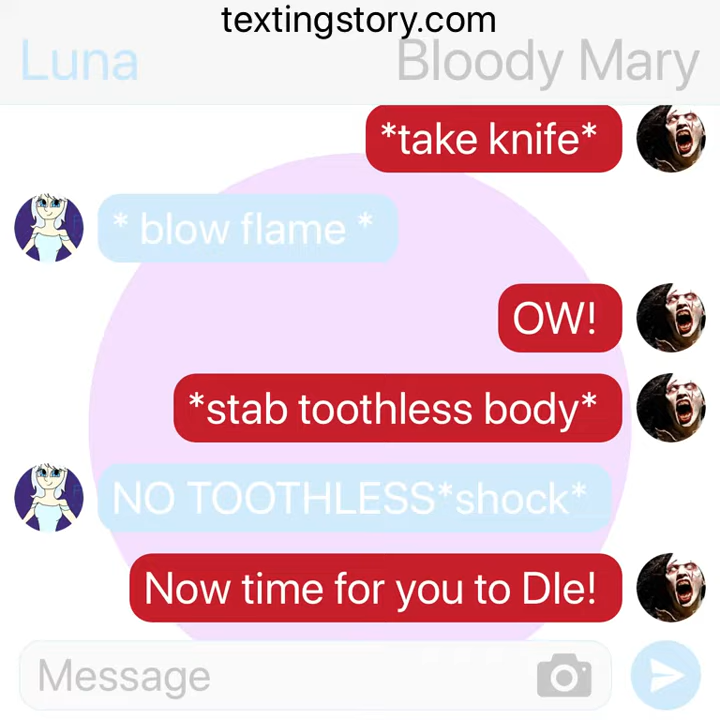 textingstory.com
Luna
Bloody Mary
*take knife*
* blow flame *
OW!
*stab toothless body*
NO TOOTHLESS*shock*
Now time for you to DIe!
Message